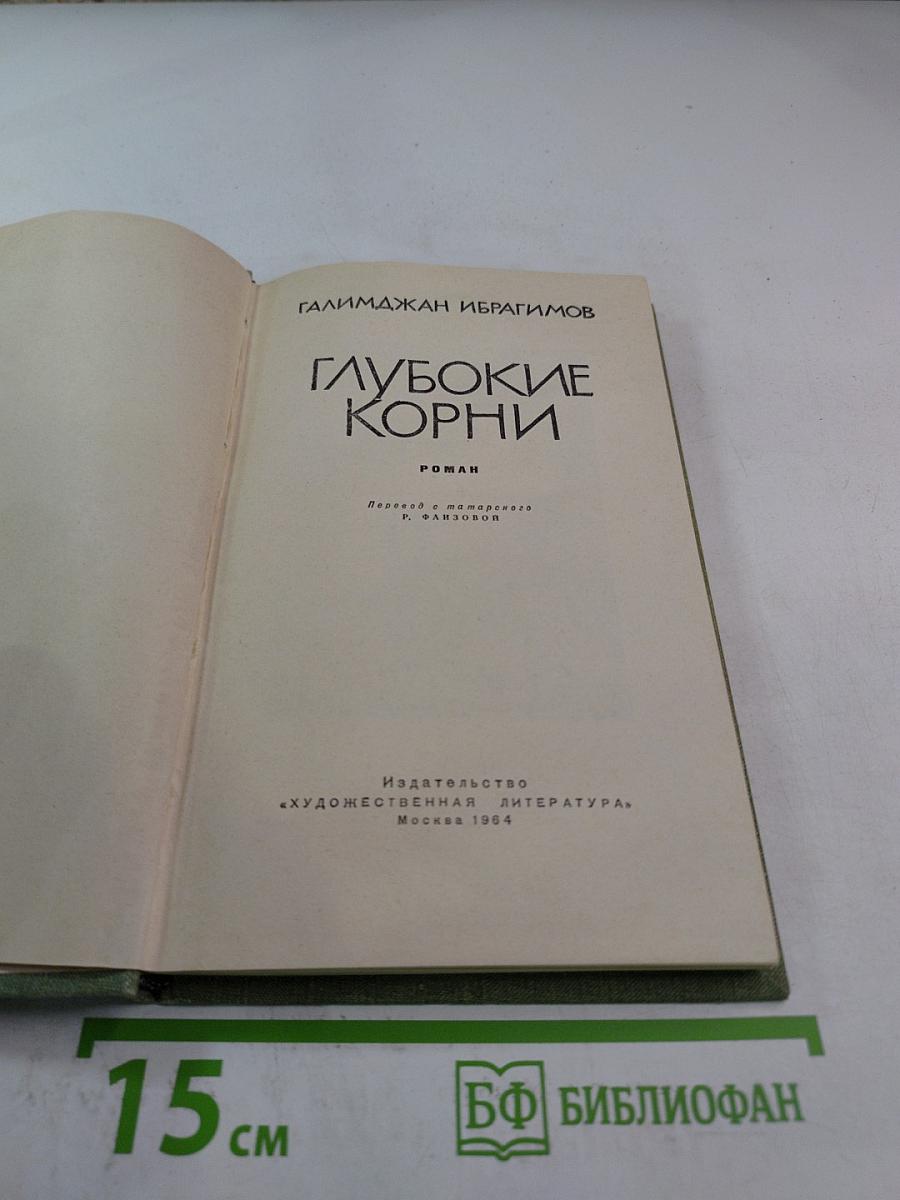 ГАЛИМДЖАН ИБРАГИМОВ
ГЛУБОКИЕ
КОРНИ
РОМАН
Перевод с татарского
Р. ФАИЗОВОЙ
Издательство
«ХУДОЖЕСТВЕННАЯ ЛИТЕРАТУРА»
Москва 1964
15 см
БФ БИБЛИОФАН